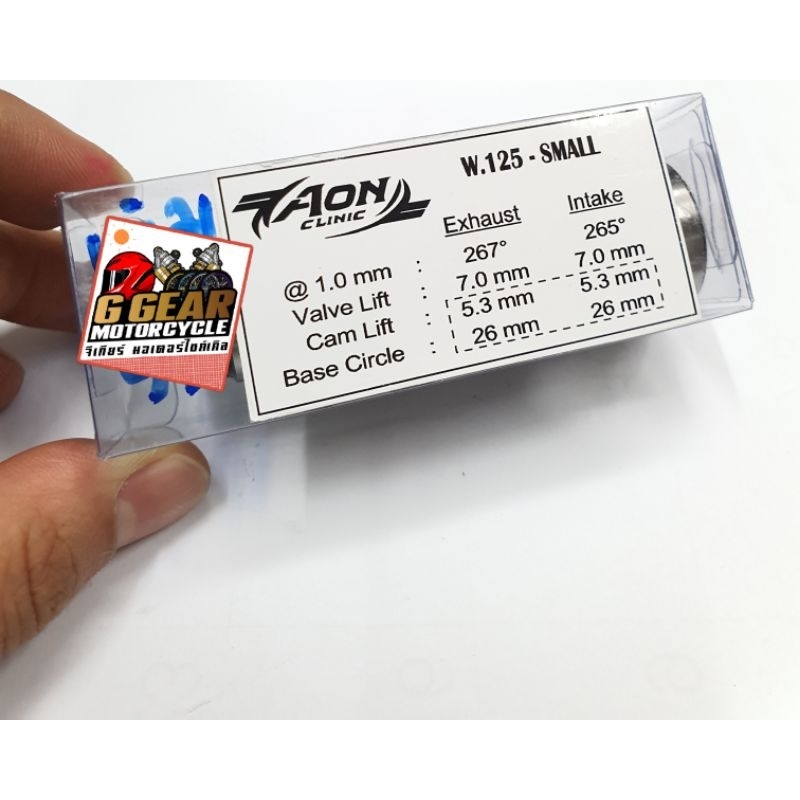 W.125 - SMALL
AON
CLINIC
Exhaust Intake
@ 1.0 mm : 267° 265°
Valve Lift : 7.0 mm 7.0 mm
Cam Lift : 5.3 mm 5.3 mm
Base Circle : 26 mm 26 mm
G GEAR
MOTORCYCLE
จีเกียร์ มอเตอร์ไซค์เคิล